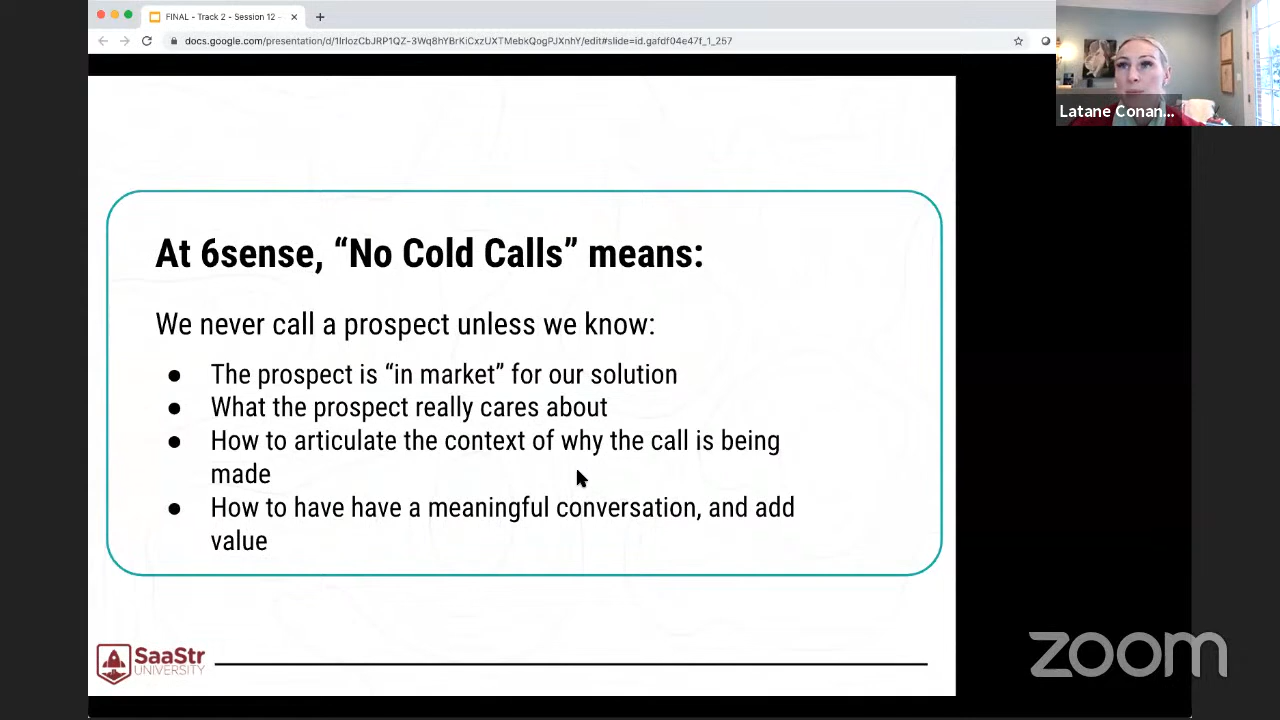 FINAL - Track 2 - Session 12 -
docs.google.com/presentation/d/1lrIozCbJRP1QZ-3Wq8hYBrKiCxzUXTMebkQogPJXnhY/edit#slide=id.gafdf04e47f_1_257
Latane Conan...
At 6sense, “No Cold Calls” means:
We never call a prospect unless we know:
● The prospect is “in market” for our solution
● What the prospect really cares about
● How to articulate the context of why the call is being
made
● How to have have a meaningful conversation, and add
value
SaaStr
UNIVERSITY
zoom